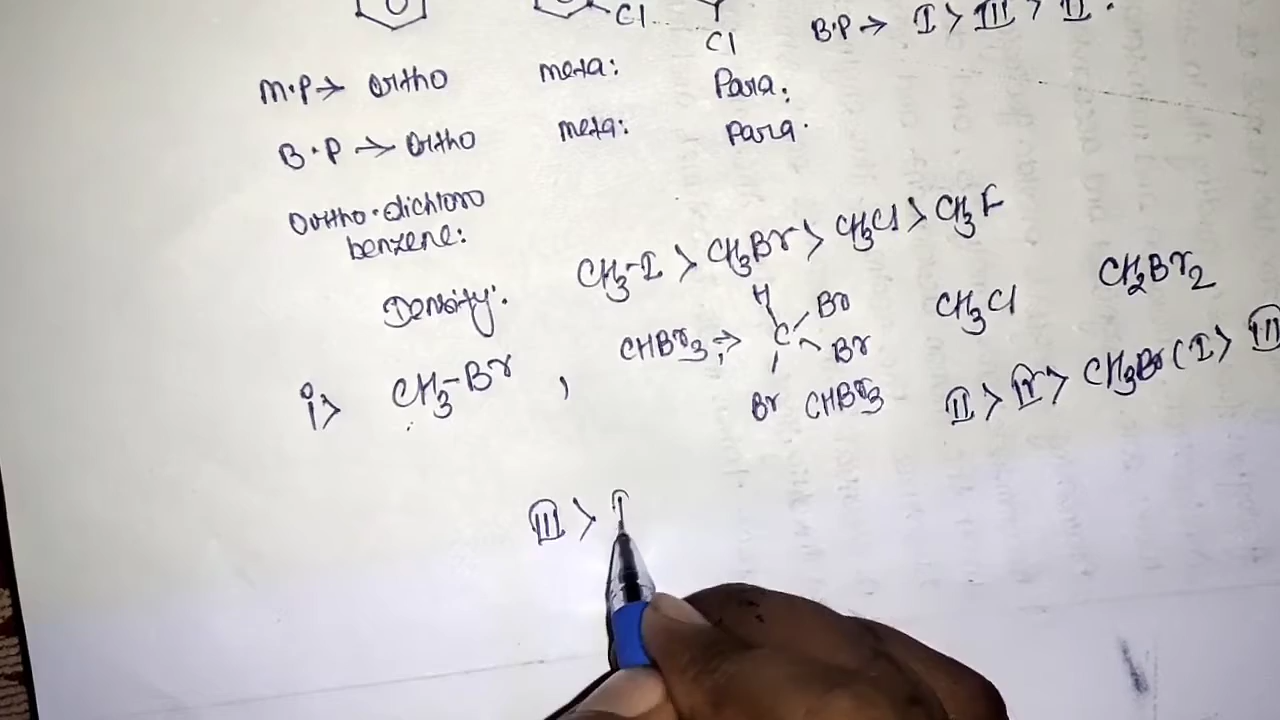 Cl Cl B.P → I > III > II.
M.P → Ortho meta: Para:
B.P → Ortho meta: Para.
Ortho-dichloro
benzene:
Density:
CH3-I > CH3Br > CH3Cl > CH3F
i> CH3-Br , CHBr3; → H C Br Br Br CHBr3 CH3Cl CH2Br2
II > IV > CH3Br (I > III
III > I